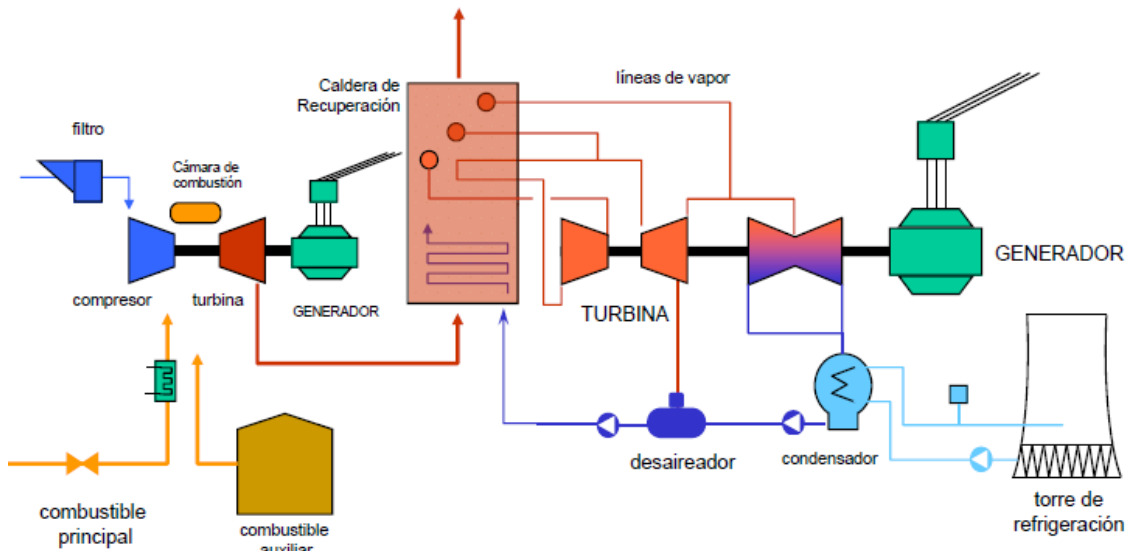 Caldera de
Recuperación
líneas de vapor
filtro
Cámara de
combustión
compresor
turbina
GENERADOR
TURBINA
GENERADOR
desaireador
condensador
torre de
refrigeración
combustible
principal
combustible
auxiliar